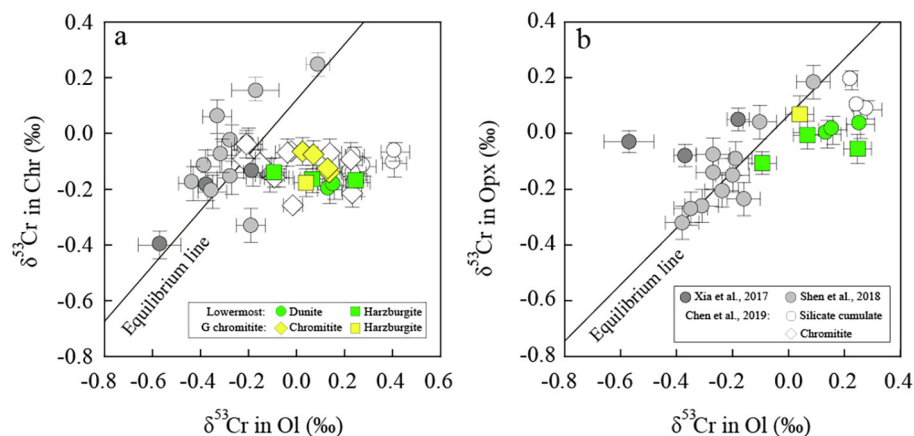 a
0.4
0.2
0.0
-0.2
-0.4
-0.6
-0.8
δ⁵³Cr in Chr (‰)
Equilibrium line
Lowermost: Dunite Harzburgite
G chromitite: Chromitite Harzburgite
-0.8 -0.6 -0.4 -0.2 0.0 0.2 0.4 0.6
δ⁵³Cr in Ol (‰)
b
0.4
0.2
0.0
-0.2
-0.4
-0.6
-0.8
δ⁵³Cr in Opx (‰)
Equilibrium line
Xia et al., 2017 Shen et al., 2018
Chen et al., 2019: Silicate cumulate
Chromitite
-0.8 -0.6 -0.4 -0.2 0.0 0.2 0.4
δ⁵³Cr in Ol (‰)